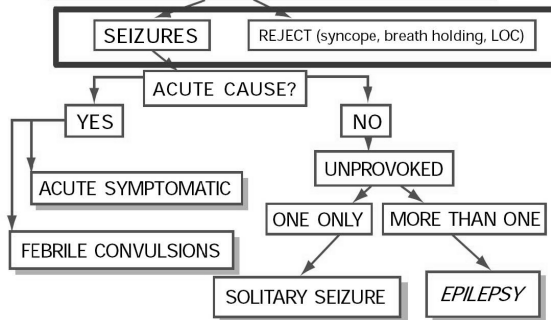 SEIZURES
REJECT (syncope, breath holding, LOC)
ACUTE CAUSE?
YES
NO
UNPROVOKED
ACUTE SYMPTOMATIC
ONE ONLY
MORE THAN ONE
FEBRILE CONVULSIONS
SOLITARY SEIZURE
EPILEPSY